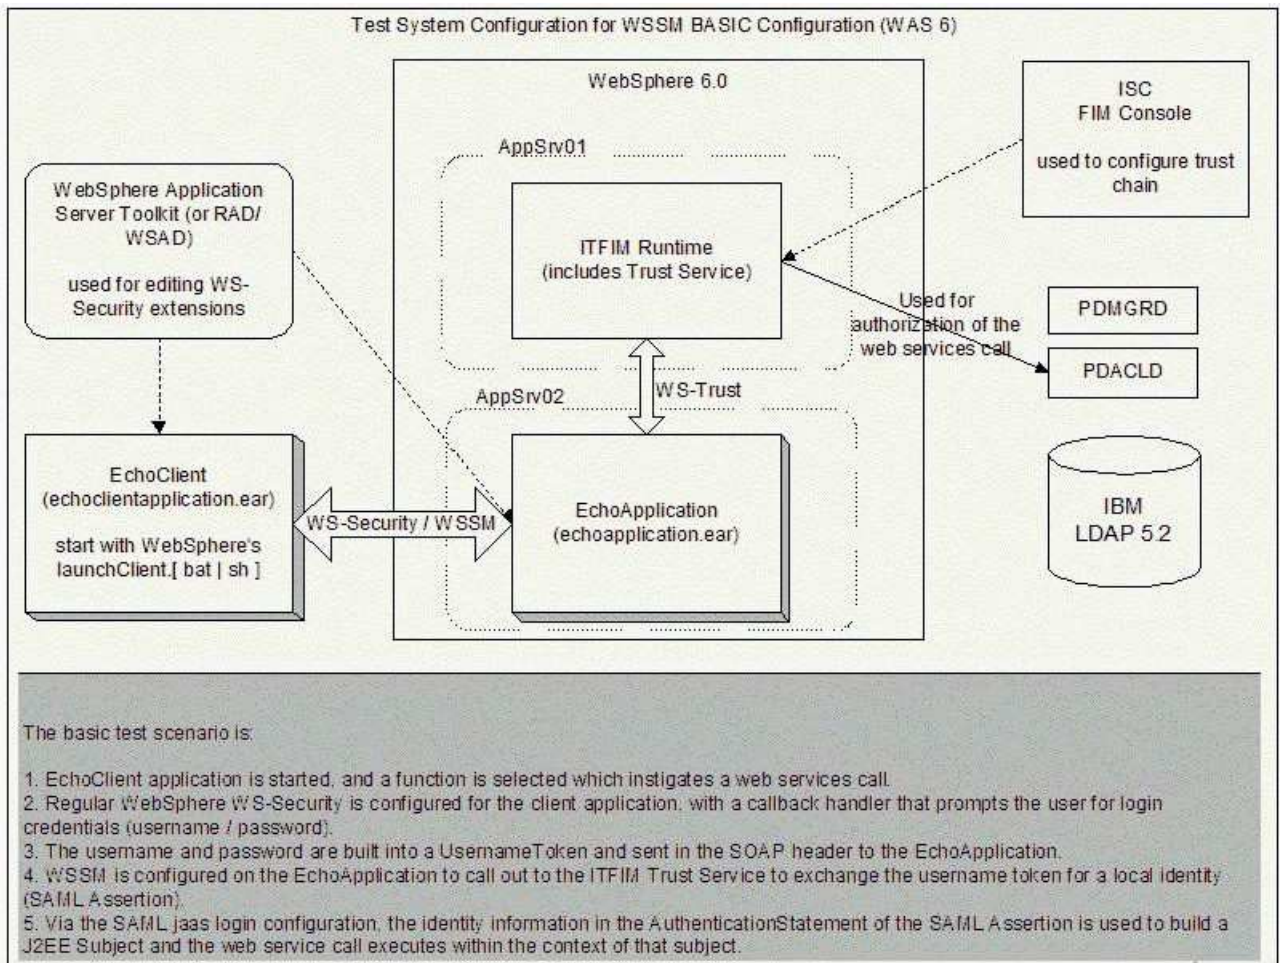 Test System Configuration for WSSM BASIC Configuration (WAS 6)
WebSphere 6.0
ISC
FIM Console
used to configure trust
chain
AppSrv01
WebSphere Application
Server Toolkit (or RAD/
WSAD)
used for editing WS-
Security extensions
ITFIM Runtime
(includes Trust Service)
Used for
authorization of the
web services call
PDMGRD
PDACLD
WS-Trust
AppSrv02
EchoClient
(echoclientapplication.ear)
start with WebSphere's
launchClient.[ bat | sh ]
WS-Security / WSSM
EchoApplication
(echoapplication.ear)
IBM
LDAP 5.2
The basic test scenario is:
1. EchoClient application is started, and a function is selected which instigates a web services call.
2. Regular WebSphere WS-Security is configured for the client application, with a callback handler that prompts the user for login
credentials (username / password).
3. The username and password are built into a UsernameToken and sent in the SOAP header to the EchoApplication.
4. WSSM is configured on the EchoApplication to call out to the ITFIM Trust Service to exchange the username token for a local identity
(SAML Assertion).
5. Via the SAML jaas login configuration, the identity information in the AuthenticationStatement of the SAML Assertion is used to build a
J2EE Subject and the web service call executes within the context of that subject.